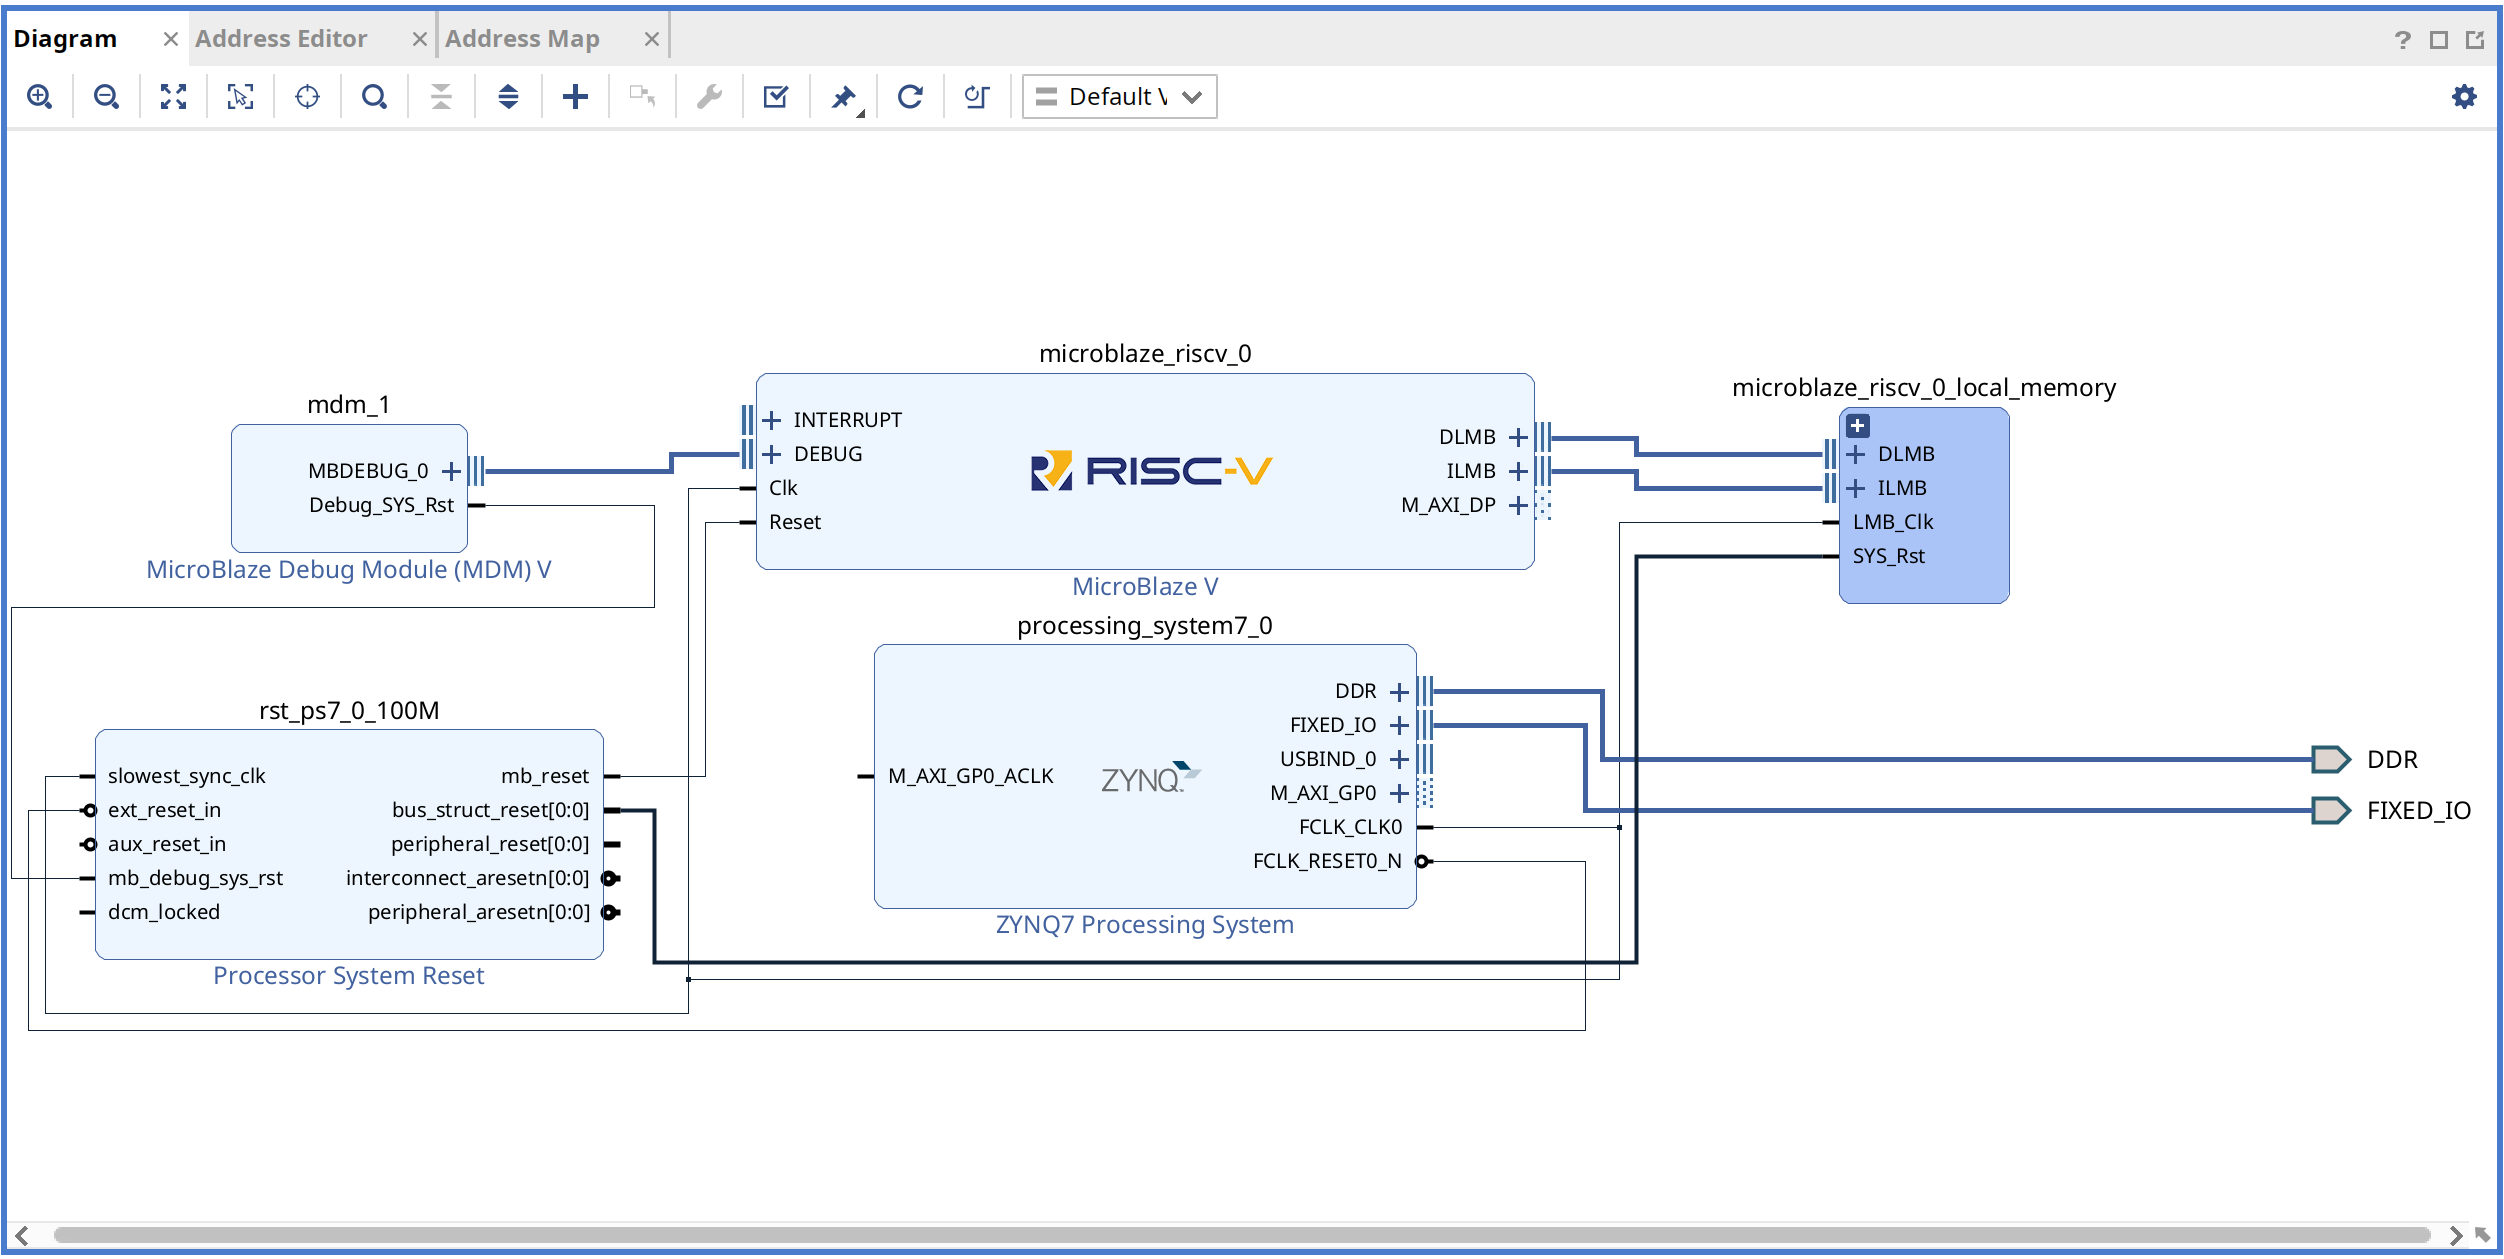 Diagram
Address Editor
Address Map
?
Default V
microblaze_riscv_0
microblaze_riscv_0_local_memory
mdm_1
INTERRUPT
DEBUG
Clk
Reset
RISC-V
DLMB
ILMB
M_AXI_DP
DLMB
ILMB
LMB_Clk
SYS_Rst
MBDEBUG_0
Debug_SYS_Rst
MicroBlaze Debug Module (MDM) V
MicroBlaze V
processing_system7_0
rst_ps7_0_100M
slowest_sync_clk
ext_reset_in
aux_reset_in
mb_debug_sys_rst
dcm_locked
mb_reset
bus_struct_reset[0:0]
peripheral_reset[0:0]
interconnect_aresetn[0:0]
peripheral_aresetn[0:0]
Processor System Reset
M_AXI_GP0_ACLK
ZYNQ
DDR
FIXED_IO
USBIND_0
M_AXI_GP0
FCLK_CLK0
FCLK_RESET0_N
ZYNQ7 Processing System
DDR
FIXED_IO